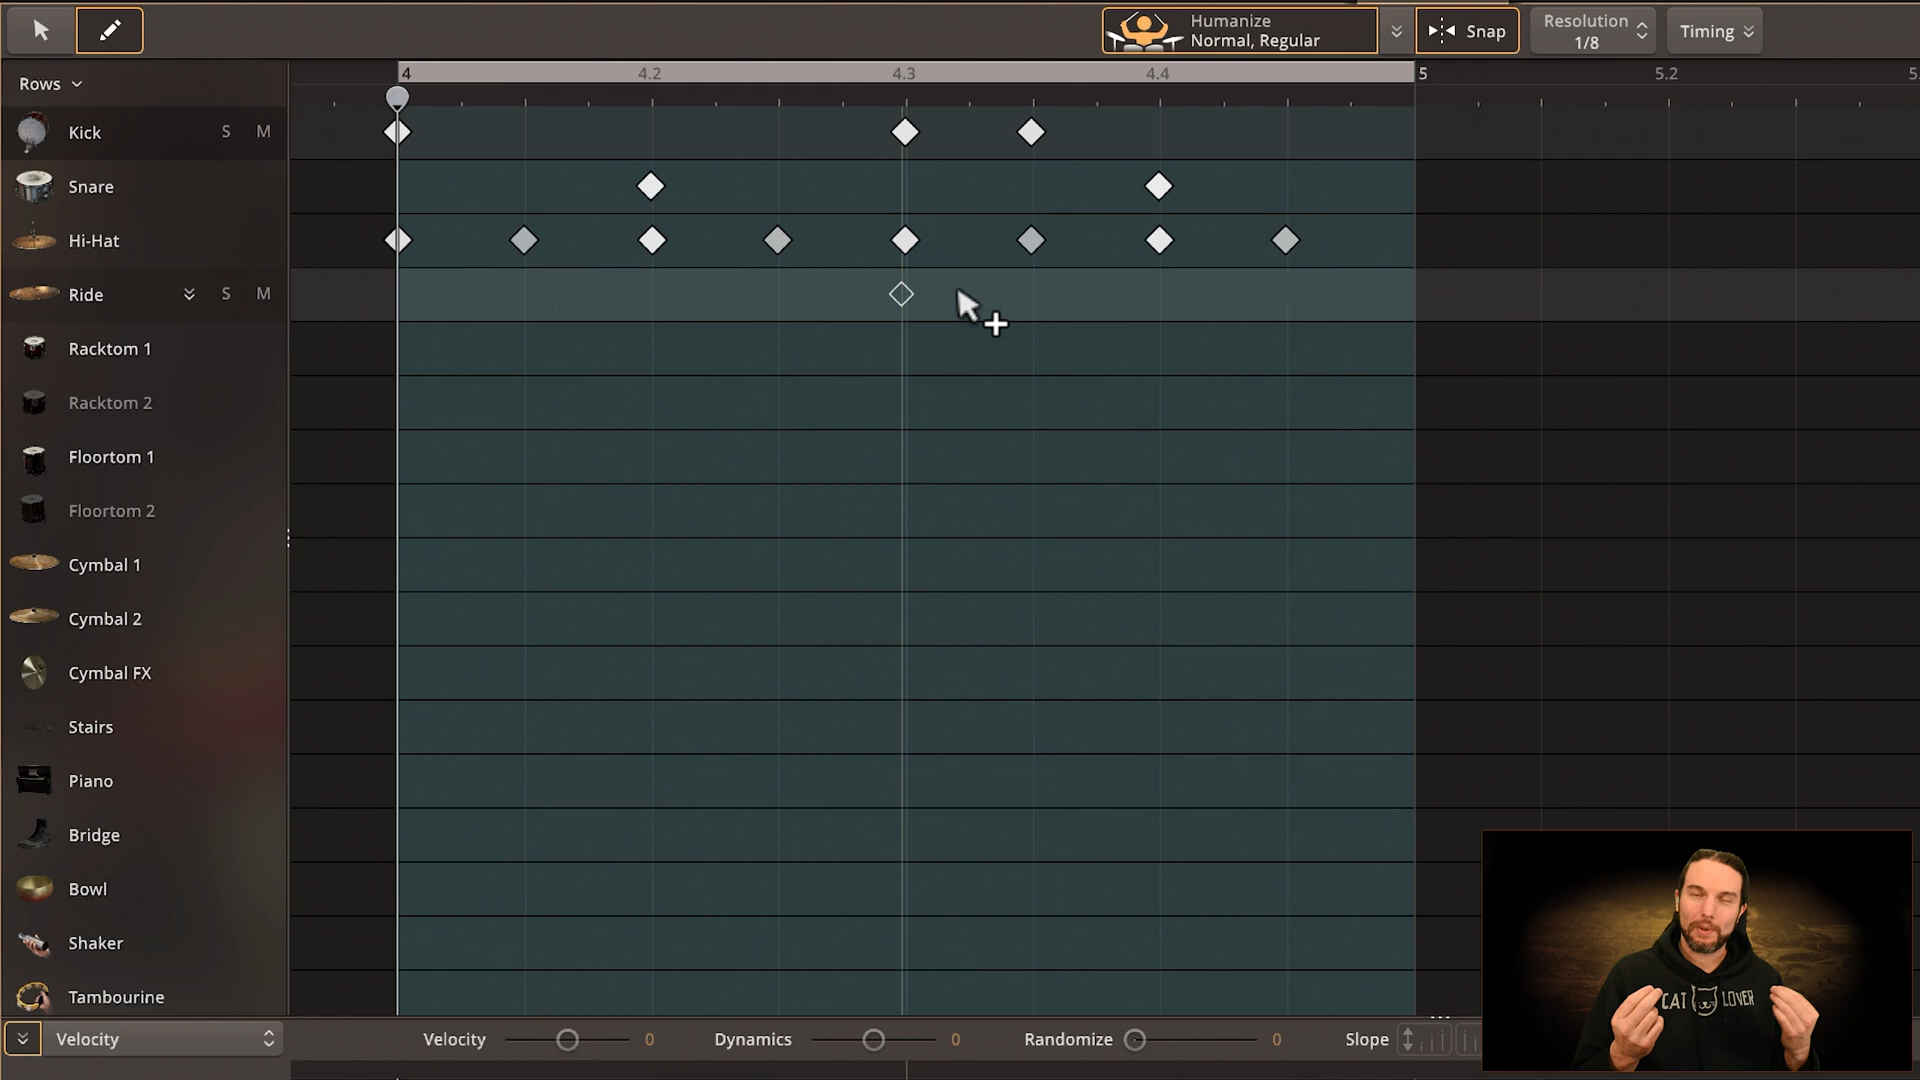 Humanize
Normal, Regular
Snap
Resolution
1/8
Timing
Rows
4
4.2
4.3
4.4
5
5.2
5.
Kick S M
Snare
Hi-Hat
Ride S M
Racktom 1
Racktom 2
Floortom 1
Floortom 2
Cymbal 1
Cymbal 2
Cymbal FX
Stairs
Piano
Bridge
Bowl
Shaker
Tambourine
Velocity
Velocity 0
Dynamics 0
Randomize 0
Slope
CAT LOVER